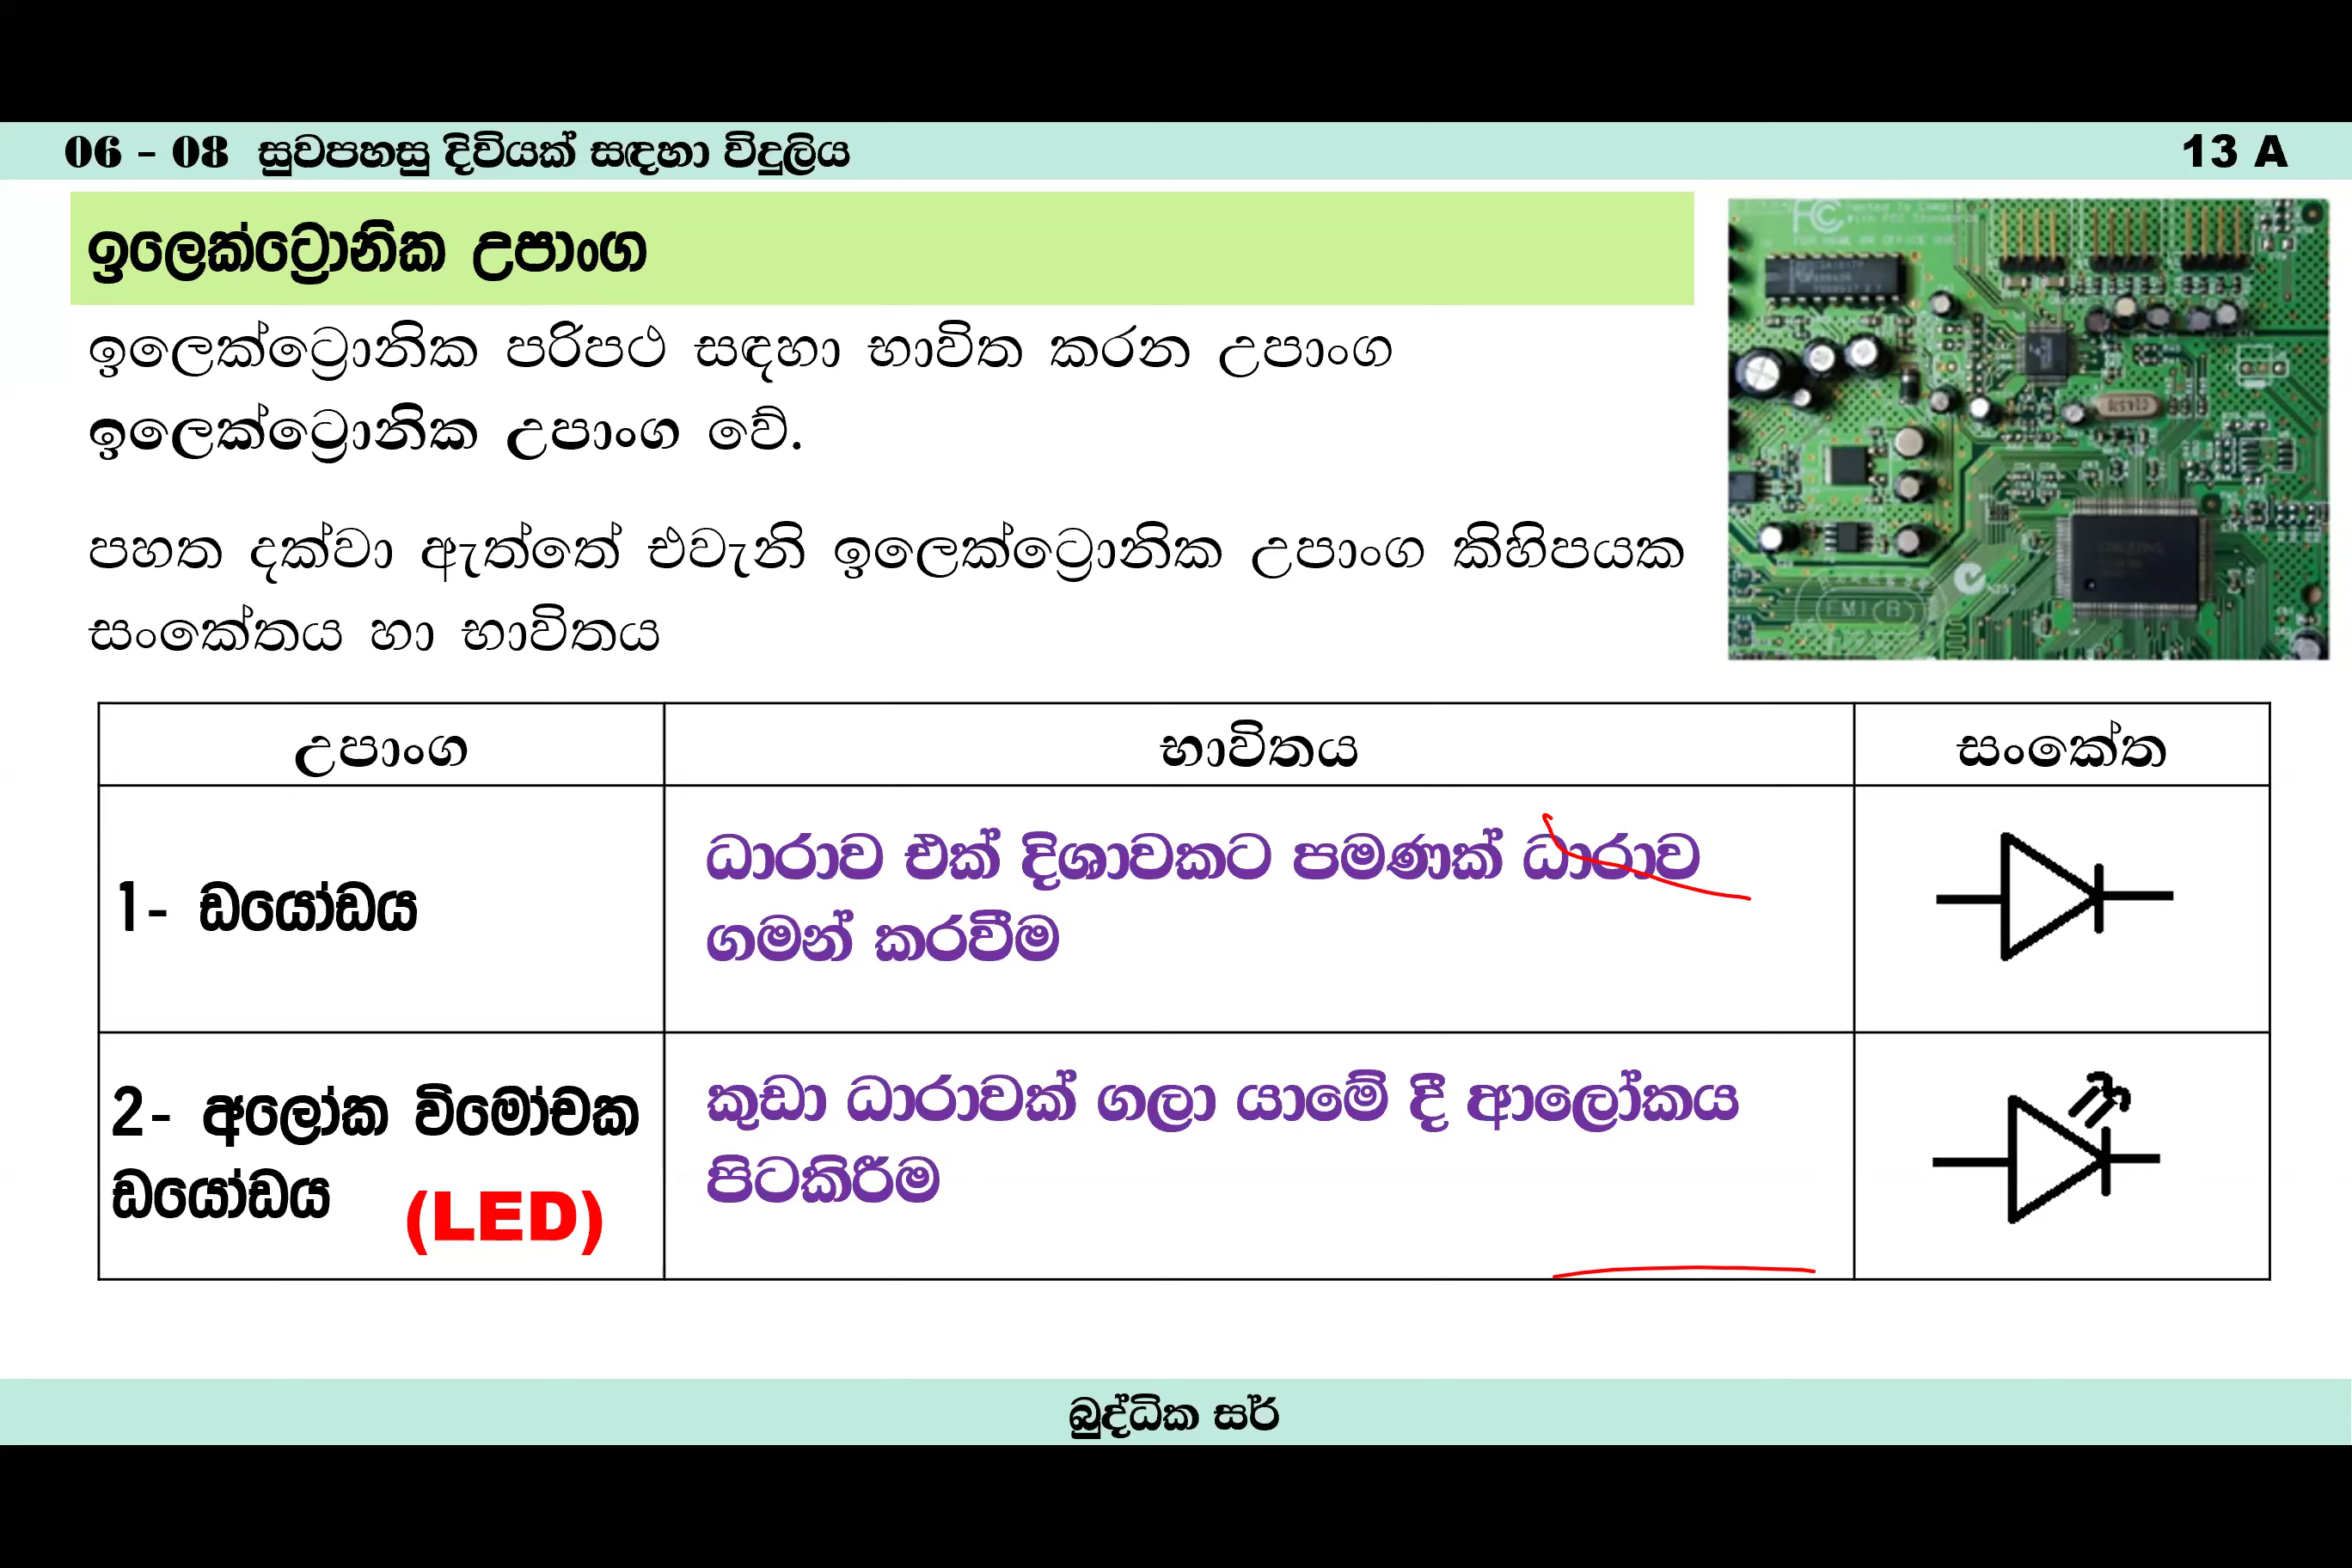 06 - 08 සුවපහසු දිවියක් සඳහා විදුලිය
13 A
ඉලෙක්ට්‍රොනික උපාංග
ඉලෙක්ට්‍රොනික පරිපථ සඳහා භාවිත කරන උපාංග
ඉලෙක්ට්‍රොනික උපාංග වේ.
පහත දක්වා ඇත්තේ එවැනි ඉලෙක්ට්‍රොනික උපාංග කිහිපයක
සංකේතය හා භාවිතය
උපාංග
භාවිතය
සංකේත
1- ඩයෝඩය
ධාරාව එක් දිශාවකට පමණක් ධාරාව
ගමන් කරවීම
2- අලෝක විමෝචක
ඩයෝඩය (LED)
කුඩා ධාරාවක් ගලා යාමේ දී ආලෝකය
පිටකිරීම
බුද්ධික සර්